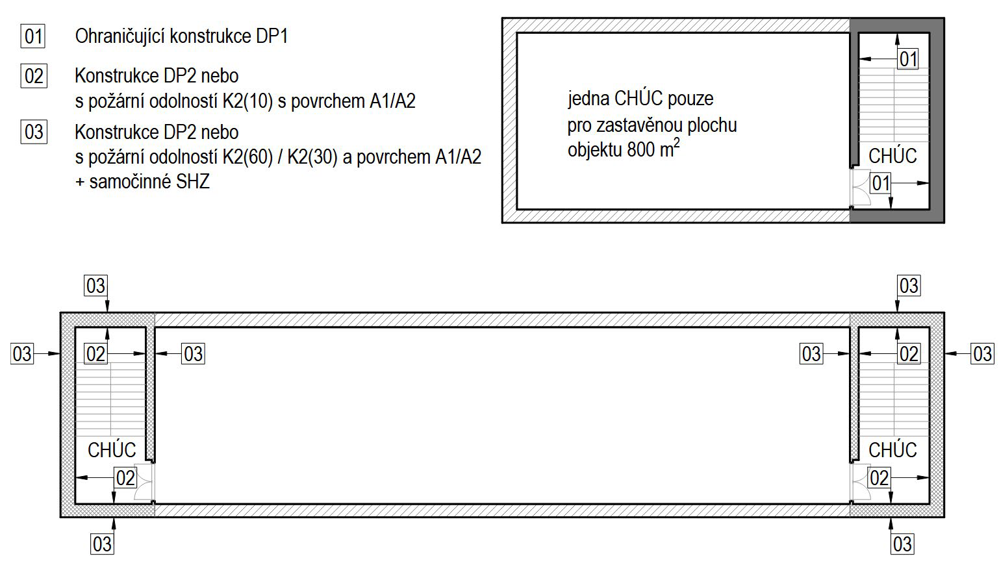 01 Ohraničující konstrukce DP1
02 Konstrukce DP2 nebo
s požární odolností K2(10) s povrchem A1/A2
03 Konstrukce DP2 nebo
s požární odolností K2(60) / K2(30) a povrchem A1/A2
+ samočinné SHZ
01
jedna CHÚC pouze
pro zastavěnou plochu
objektu 800 m²
CHÚC
01
03
03
03
02
03
03
02
03
CHÚC
CHÚC
02
02
03
03